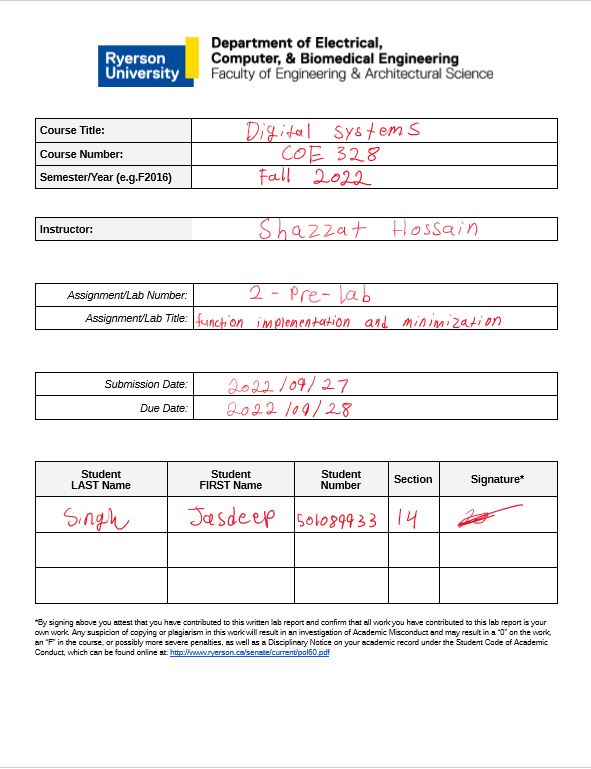 Ryerson University
Department of Electrical,
Computer, & Biomedical Engineering
Faculty of Engineering & Architectural Science
Course Title: Digital systems
Course Number: COE 328
Semester/Year (e.g.F2016) Fall 2022
Instructor: Shazzat Hossain
Assignment/Lab Number: 2 - Pre-lab
Assignment/Lab Title: function implementation and minimization
Submission Date: 2022/09/27
Due Date: 2022/09/28
Student LAST Name Student FIRST Name Student Number Section Signature*
Singh Jasdeep 501089933 14
*By signing above you attest that you have contributed to this written lab report and confirm that all work you have contributed to this lab report is your
own work. Any suspicion of copying or plagiarism in this work will result in an investigation of Academic Misconduct and may result in a "0" on the work,
an "F" in the course, or possibly more severe penalties, as well as a Disciplinary Notice on your academic record under the Student Code of Academic
Conduct, which can be found online at: http://www.ryerson.ca/senate/current/pol60.pdf